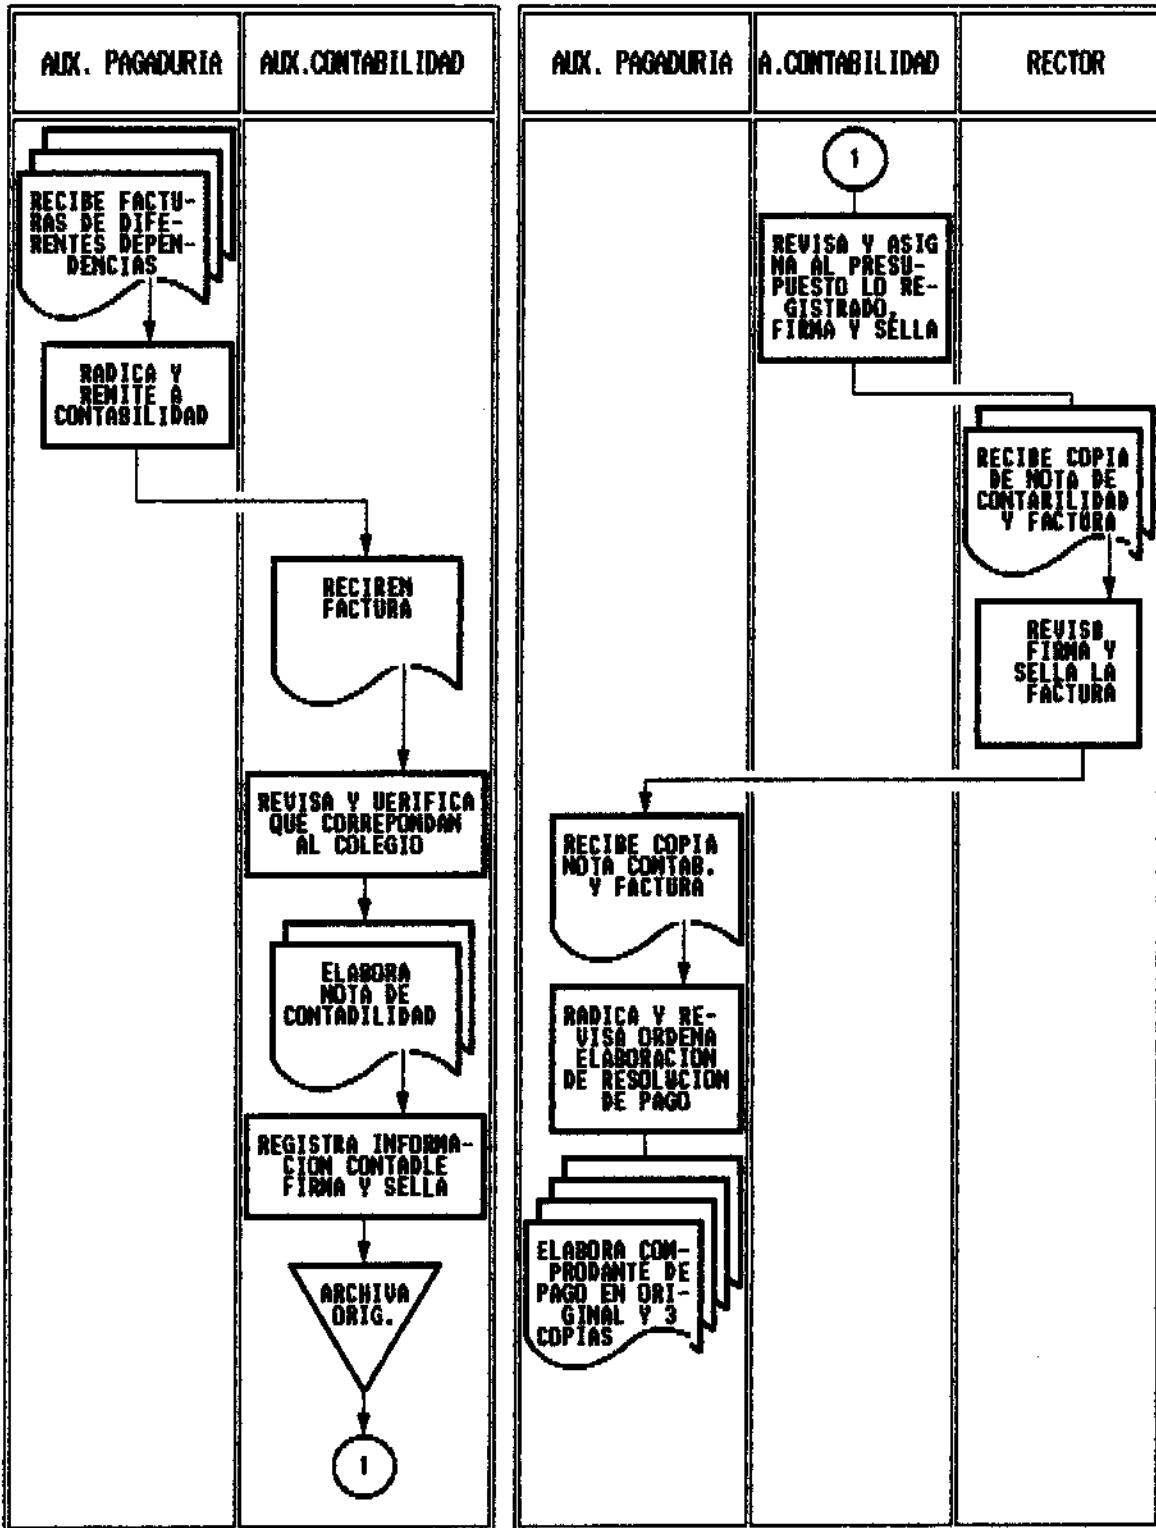 AUX. PAGADURIA
AUX.CONTABILIDAD
RECIBE FACTU-
RAS DE DIFE-
RENTES DEPEN-
DENCIAS
RADICA Y
REMITE A
CONTABILIDAD
RECIREN
FACTURA
REVISA Y VERIFICA
QUE CORREPONDAN
AL COLEGIO
ELABORA
NOTA DE
CONTADILIDAD
REGISTRA INFORMA-
CION CONTADLE
FIRMA Y SELLA
ARCHIVA
ORIG.
1
AUX. PAGADURIA
A.CONTABILIDAD
RECTOR
1
REVISA Y ASIG
NA AL PRESU-
PUESTO LO RE-
GISTRADO,
FIRMA Y SELLA
RECIBE COPIA
DE NOTA DE
CONTABILIDAD
Y FACTURA
REVISA
FIRMA Y
SELLA LA
FACTURA
RECIBE COPIA
NOTA CONTAB.
Y FACTURA
RADICA Y RE-
VISA ORDENA
ELABORACION
DE RESOLUCION
DE PAGO
ELABORA COM-
PRODANTE DE
PAGO EN ORI-
GINAL Y 3
COPIAS